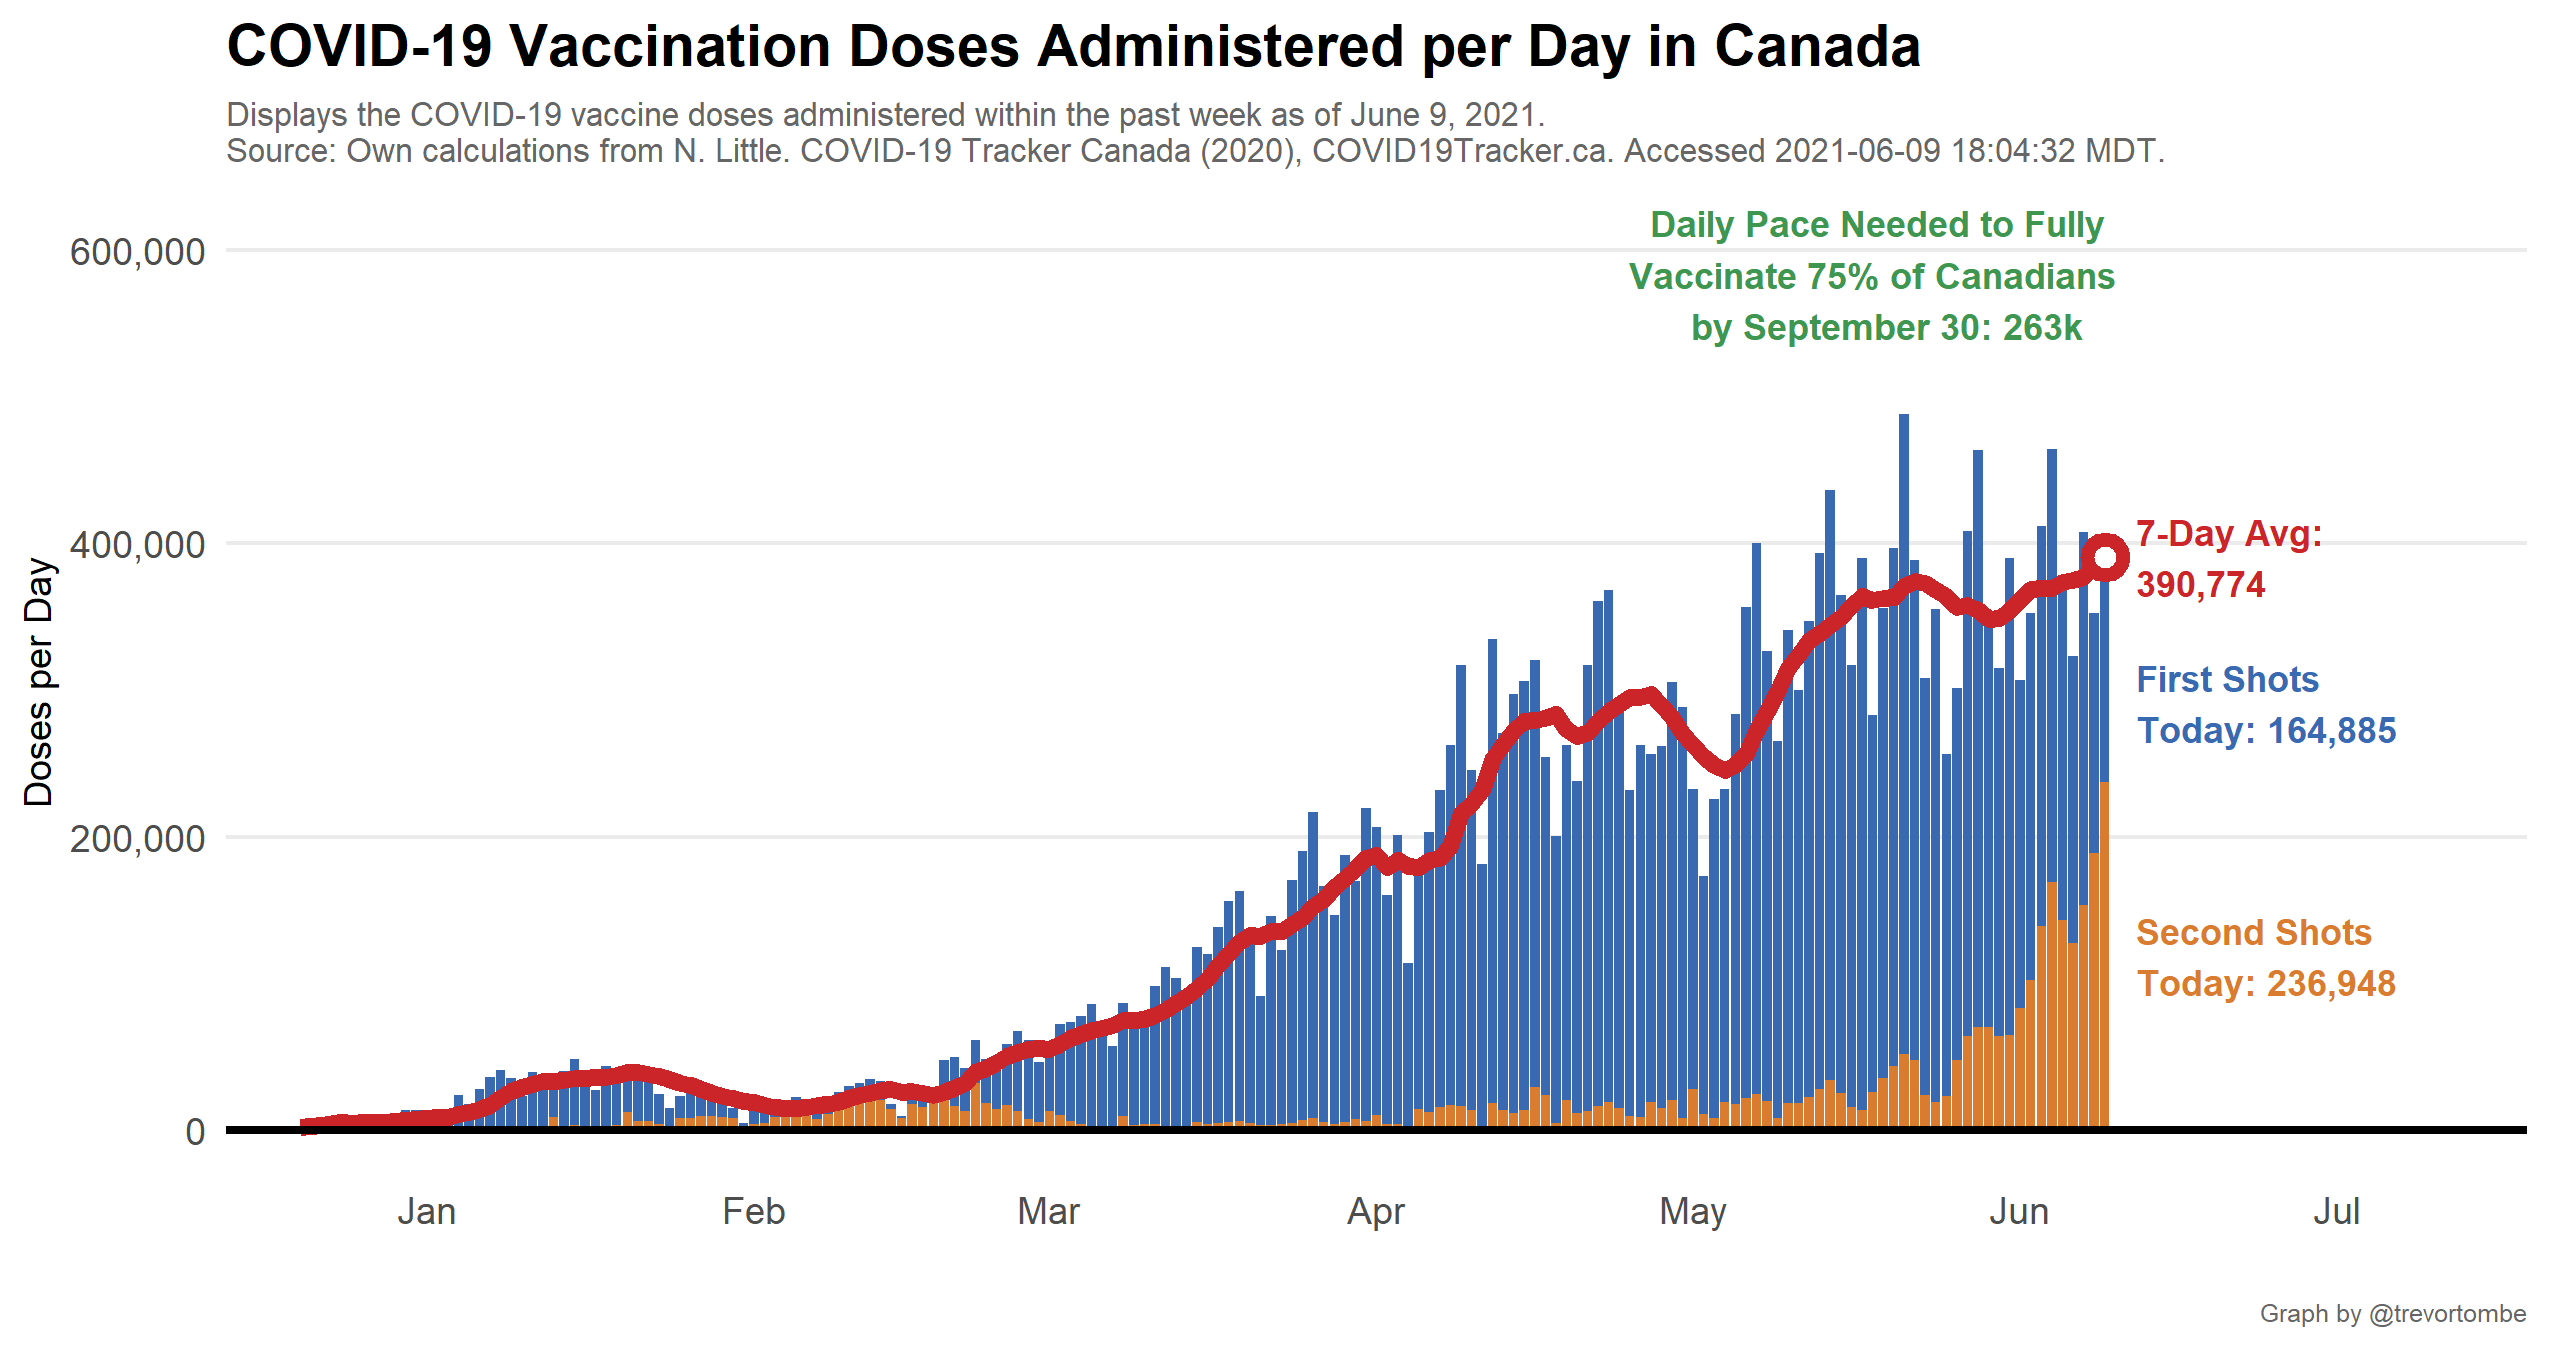 COVID-19 Vaccination Doses Administered per Day in Canada
Displays the COVID-19 vaccine doses administered within the past week as of June 9, 2021.
Source: Own calculations from N. Little. COVID-19 Tracker Canada (2020), COVID19Tracker.ca. Accessed 2021-06-09 18:04:32 MDT.
Daily Pace Needed to Fully
Vaccinate 75% of Canadians
by September 30: 263k
600,000
400,000
200,000
0
Doses per Day
7-Day Avg:
390,774
First Shots
Today: 164,885
Second Shots
Today: 236,948
Jan Feb Mar Apr May Jun Jul
Graph by @trevortombe